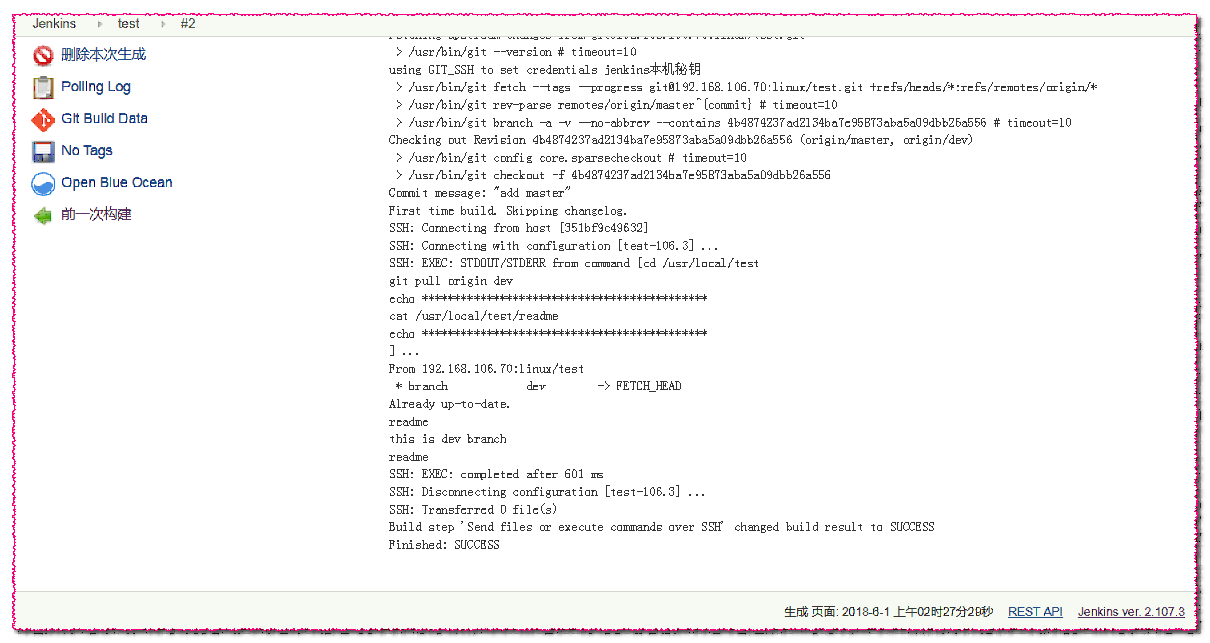 Jenkins test #2
删除本次生成
Polling Log
Git Build Data
No Tags
Open Blue Ocean
前一次构建
> /usr/bin/git --version # timeout=10
using GIT_SSH to set credentials jenkins本机秘钥
> /usr/bin/git fetch --tags --progress git@192.168.106.70:linux/test.git +refs/heads/*:refs/remotes/origin/*
> /usr/bin/git rev-parse remotes/origin/master^{commit} # timeout=10
> /usr/bin/git branch -a -v --no-abbrev --contains 4b4874237ad2134ba7e95873aba5a09dbb26a556 # timeout=10
Checking out Revision 4b4874237ad2134ba7e95873aba5a09dbb26a556 (origin/master, origin/dev)
> /usr/bin/git config core.sparsecheckout # timeout=10
> /usr/bin/git checkout -f 4b4874237ad2134ba7e95873aba5a09dbb26a556
Commit message: "add master"
First time build. Skipping changelog.
SSH: Connecting from host [351bf9c49632]
SSH: Connecting with configuration [test-106.3] ...
SSH: EXEC: STDOUT/STDERR from command [cd /usr/local/test
git pull origin dev
echo ********************************************
cat /usr/local/test/readme
echo ********************************************
] ...
From 192.168.106.70:linux/test
* branch dev -> FETCH_HEAD
Already up-to-date.
readme
this is dev branch
readme
SSH: EXEC: completed after 601 ms
SSH: Disconnecting configuration [test-106.3] ...
SSH: Transferred 0 file(s)
Build step 'Send files or execute commands over SSH' changed build result to SUCCESS
Finished: SUCCESS
生成 页面: 2018-6-1 上午02时27分29秒 REST API Jenkins ver. 2.107.3